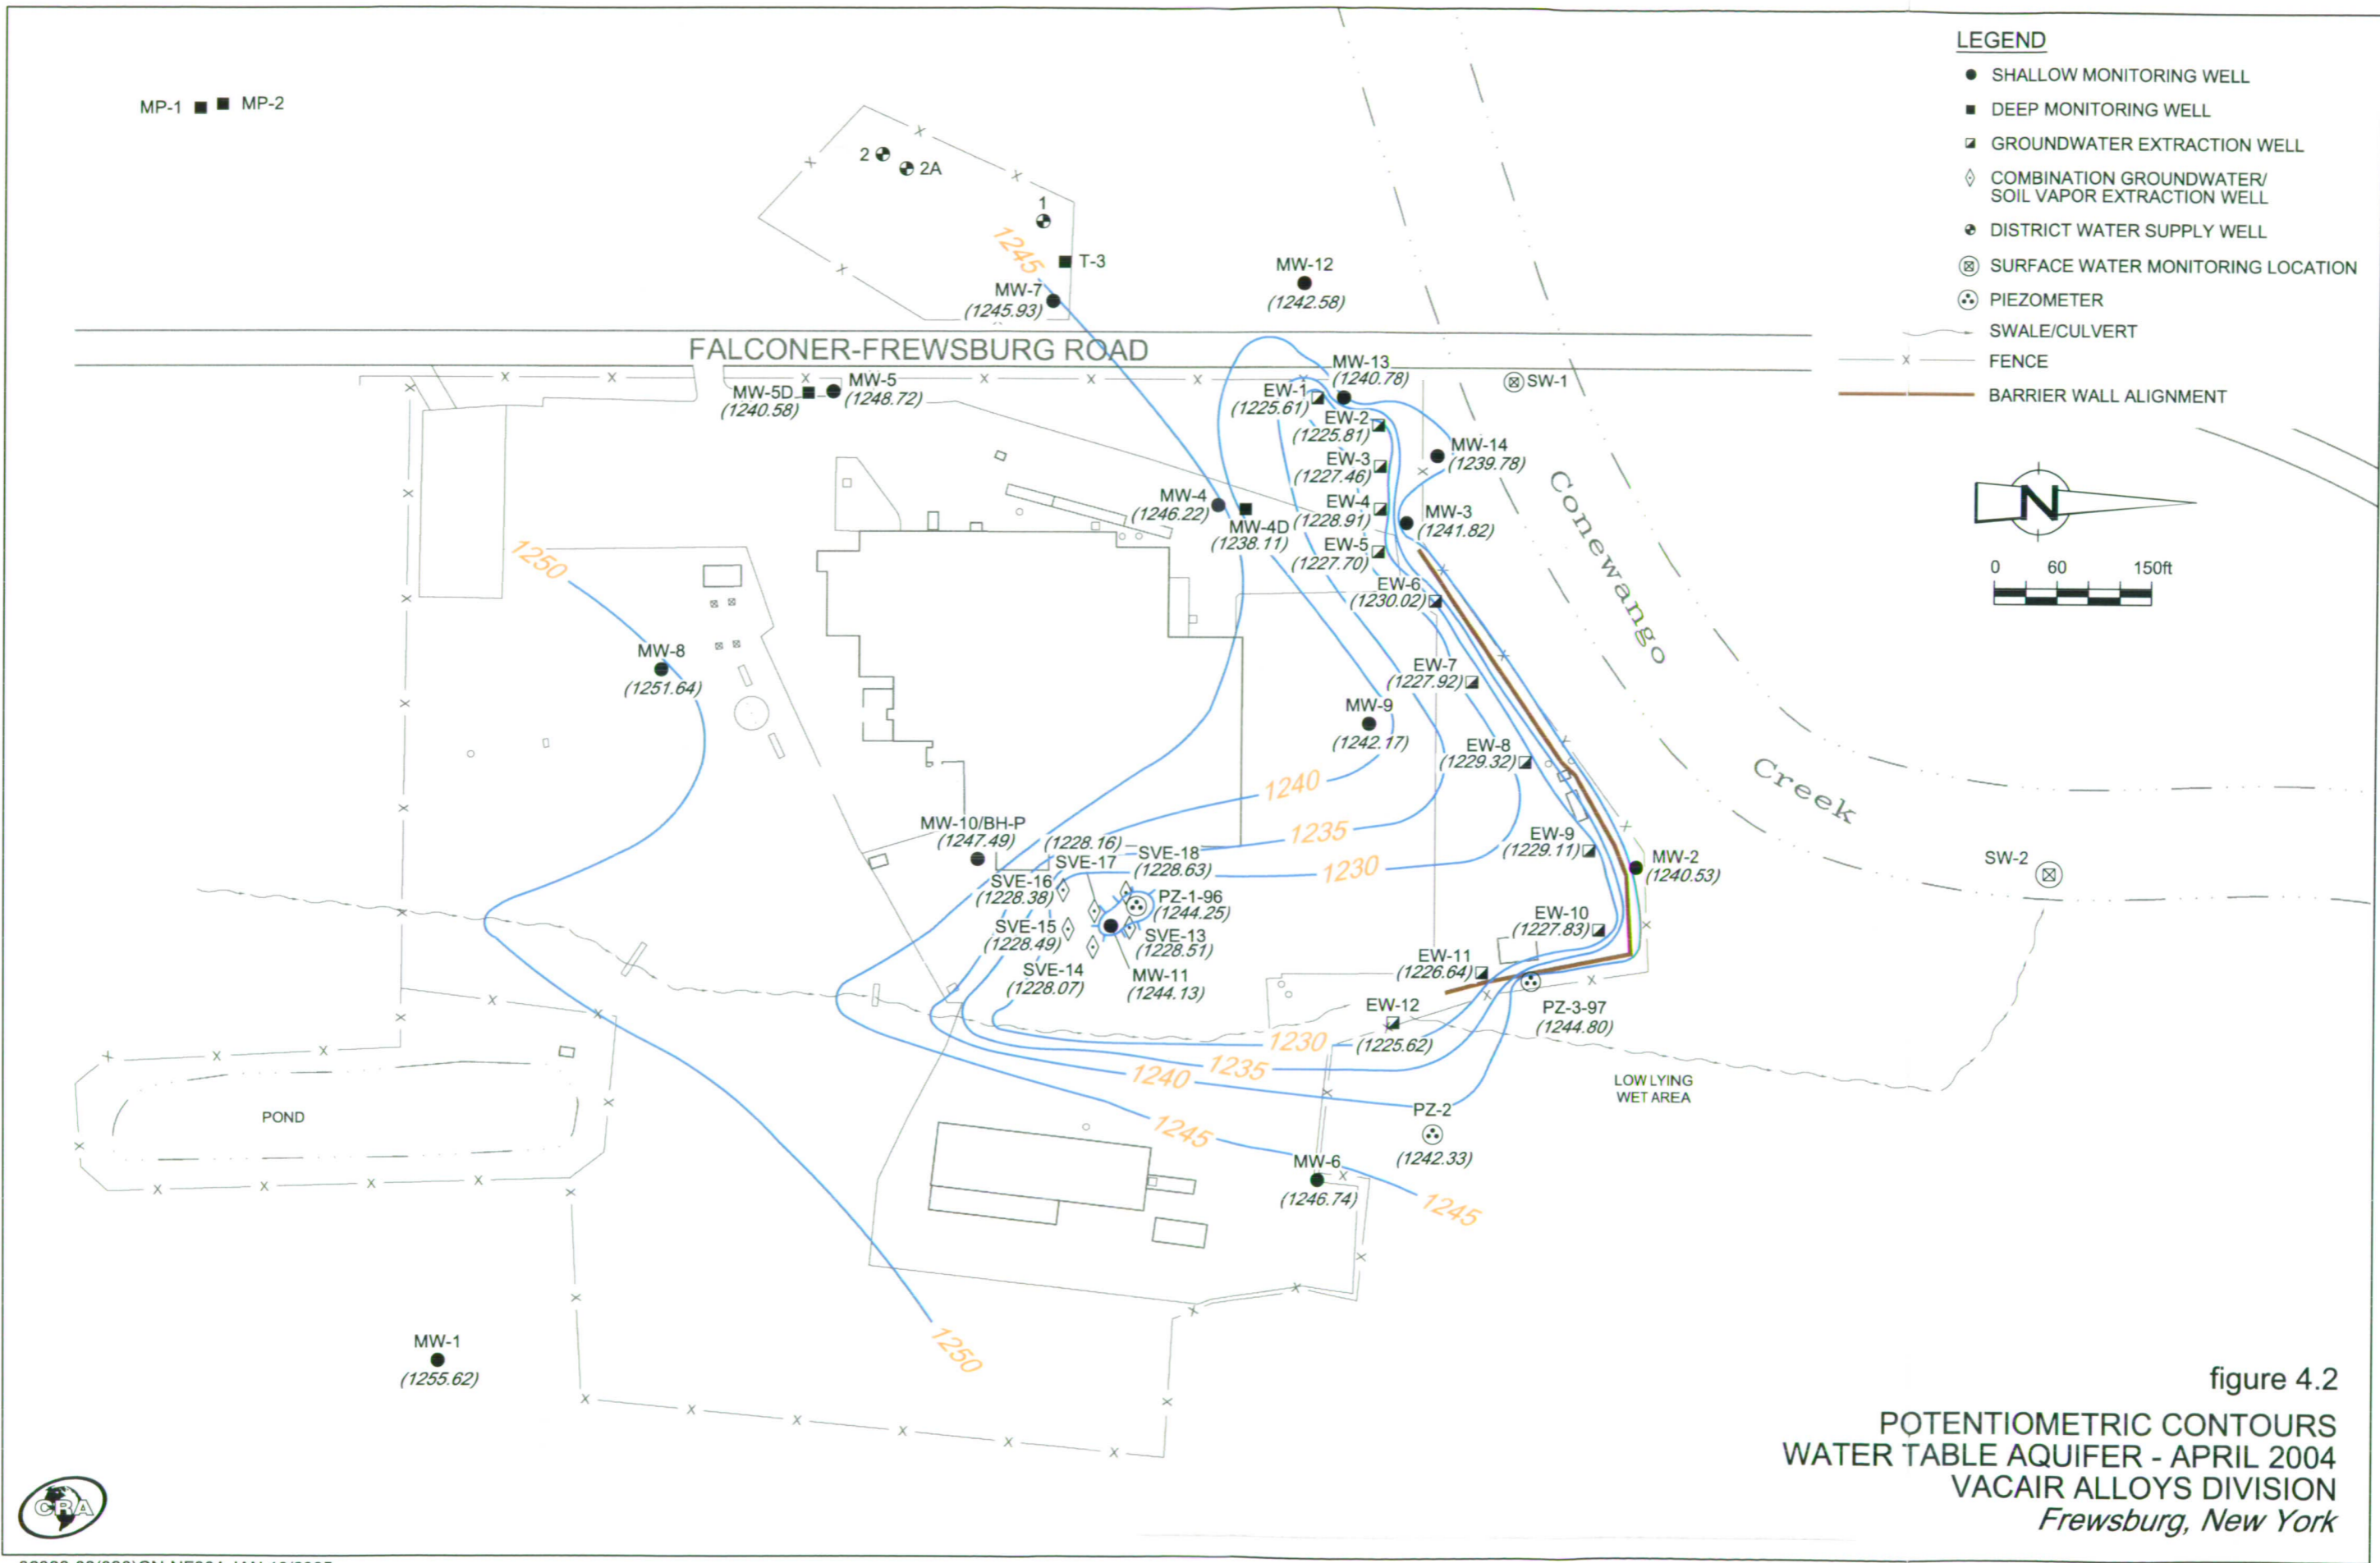 LEGEND
SHALLOW MONITORING WELL
DEEP MONITORING WELL
GROUNDWATER EXTRACTION WELL
COMBINATION GROUNDWATER/
SOIL VAPOR EXTRACTION WELL
DISTRICT WATER SUPPLY WELL
SURFACE WATER MONITORING LOCATION
PIEZOMETER
SWALE/CULVERT
FENCE
BARRIER WALL ALIGNMENT
N
0 60 150ft
MP-1 MP-2
2
2A
1
1245
T-3
MW-7
(1245.93)
MW-12
(1242.58)
FALCONER-FREWSBURG ROAD
MW-13
(1240.78)
SW-1
MW-5D
(1240.58)
MW-5
(1248.72)
EW-1
(1225.61)
EW-2
(1225.81)
MW-14
(1239.78)
EW-3
(1227.46)
MW-4
(1246.22)
EW-4
(1228.91)
MW-3
(1241.82)
MW-4D
(1238.11)
EW-5
(1227.70)
EW-6
(1230.02)
Conewango
Creek
1250
MW-8
(1251.64)
EW-7
(1227.92)
MW-9
(1242.17)
EW-8
(1229.32)
1240
1235
1230
MW-10/BH-P
(1247.49)
(1228.16)
SVE-17
SVE-18
(1228.63)
EW-9
(1229.11)
MW-2
(1240.53)
SW-2
SVE-16
(1228.38)
PZ-1-96
(1244.25)
SVE-15
(1228.49)
SVE-13
(1228.51)
EW-10
(1227.83)
SVE-14
(1228.07)
MW-11
(1244.13)
EW-11
(1226.64)
EW-12
(1225.62)
PZ-3-97
(1244.80)
1230
1235
1240
1245
LOW LYING
WET AREA
POND
PZ-2
(1242.33)
MW-6
(1246.74)
1245
1250
MW-1
(1255.62)
CRA
figure 4.2
POTENTIOMETRIC CONTOURS
WATER TABLE AQUIFER - APRIL 2004
VACAIR ALLOYS DIVISION
Frewsburg, New York